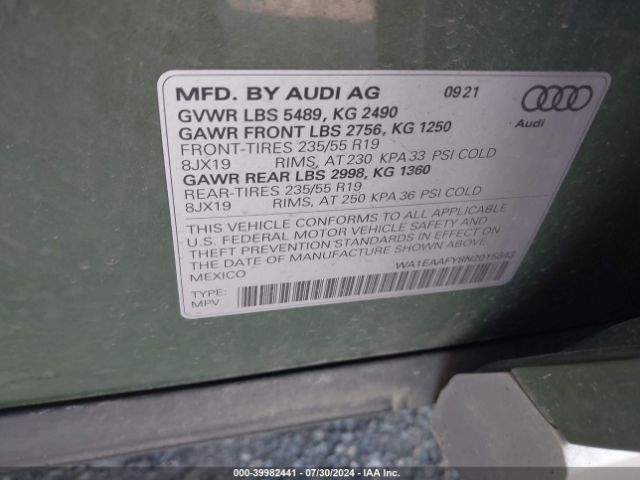 MFD. BY AUDI AG 09 21
GVWR LBS 5489, KG 2490
GAWR FRONT LBS 2756, KG 1250
FRONT-TIRES 235/55 R19
8JX19 RIMS, AT 230 KPA 33 PSI COLD
GAWR REAR LBS 2998, KG 1360
REAR-TIRES 235/55 R19
8JX19 RIMS, AT 250 KPA 36 PSI COLD
Audi
THIS VEHICLE CONFORMS TO ALL APPLICABLE
U.S. FEDERAL MOTOR VEHICLE SAFETY AND
THEFT PREVENTION STANDARDS IN EFFECT ON
THE DATE OF MANUFACTURE SHOWN ABOVE.
MEXICO
WA1EAAFY8N2015343
TYPE:
MPV
000-39982441 - 07/30/2024 - IAA Inc.